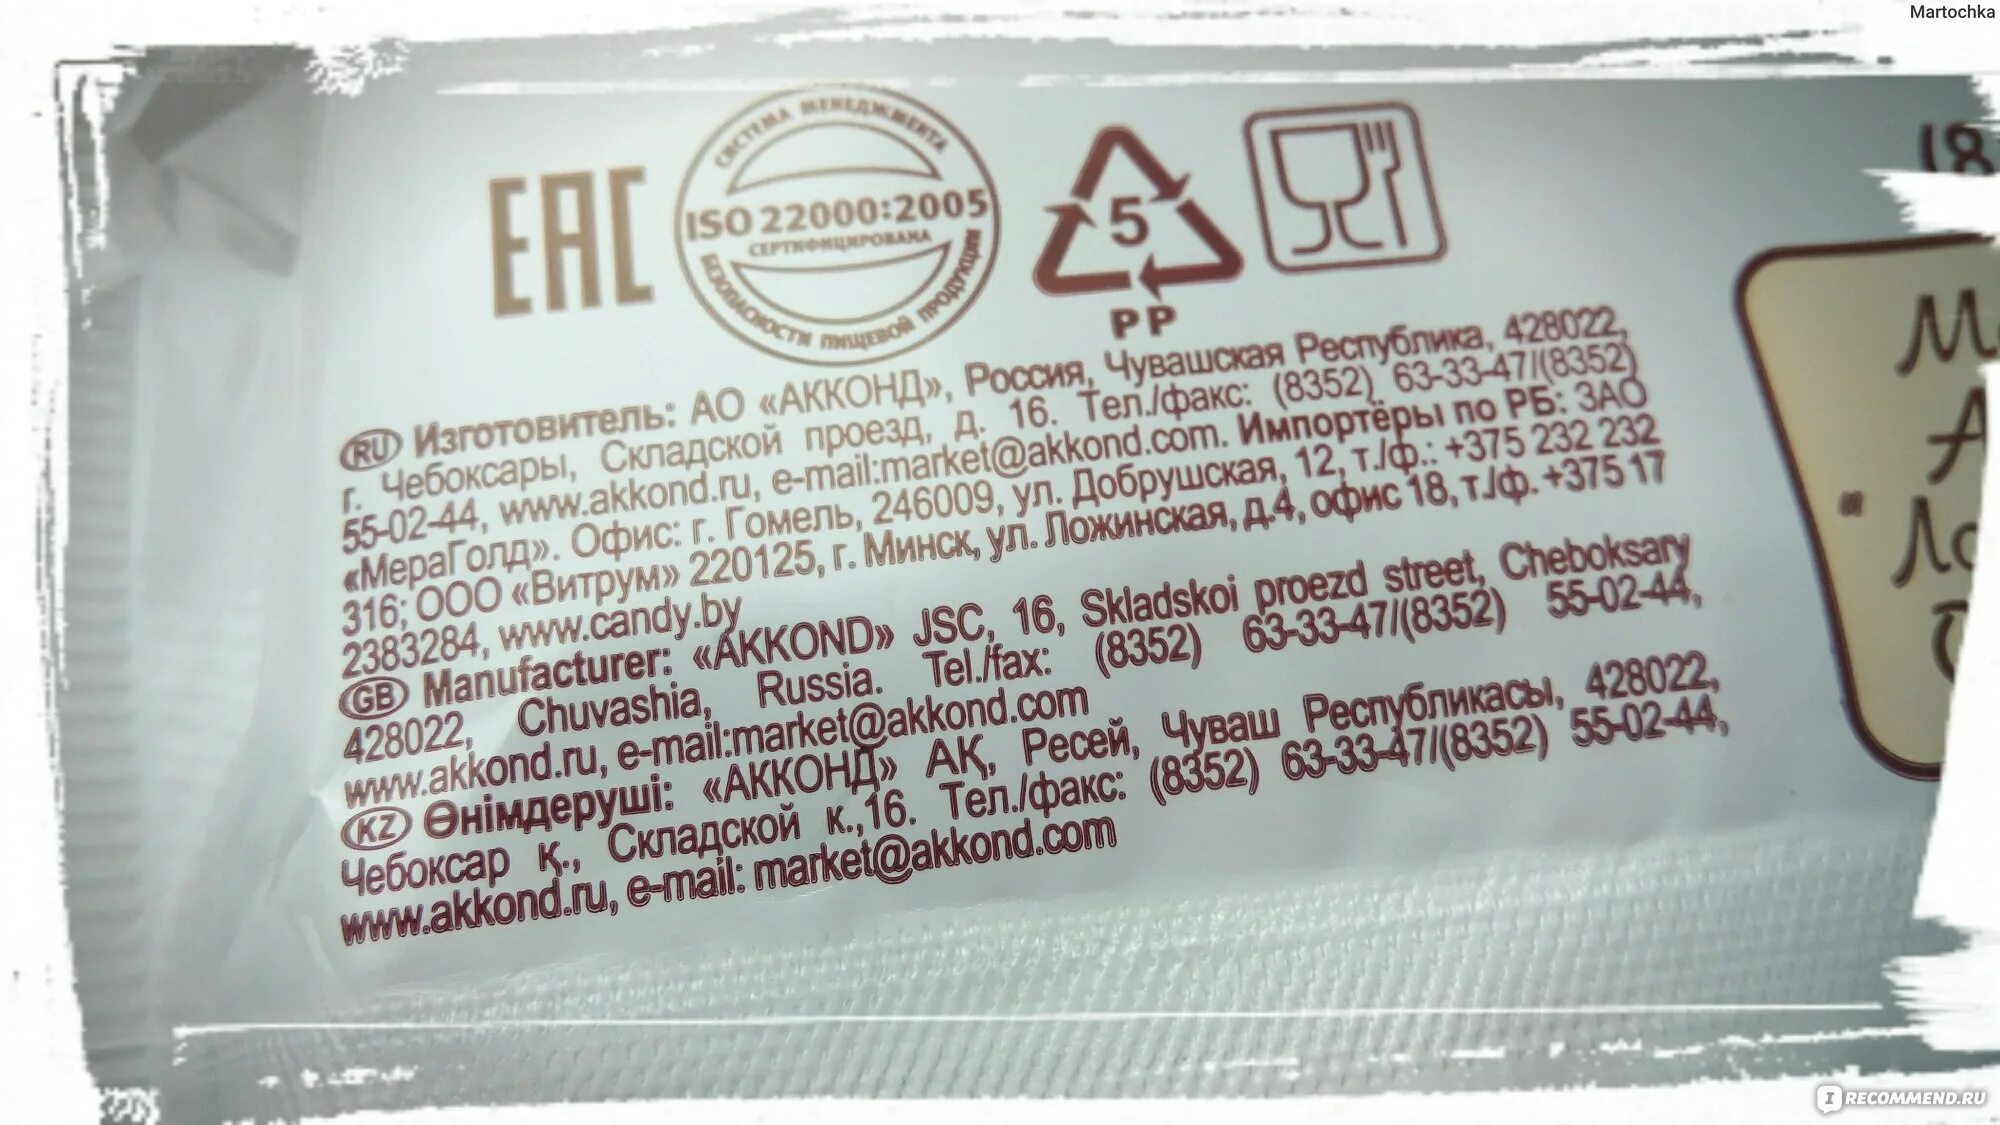 Martochka
EAC
СИСТЕМА МЕНЕДЖМЕНТА
ISO 22000:2005
СЕРТИФИЦИРОВАНА
БЕЗОПАСНОСТИ ПИЩЕВОЙ ПРОДУКЦИИ
5
PP
(8
RU Изготовитель: АО «АККОНД», Россия, Чувашская Республика, 428022,
г. Чебоксары, Складской проезд, д. 16. Тел./факс: (8352) 63-33-47/(8352)
55-02-44, www.akkond.ru, e-mail:market@akkond.com. Импортёры по РБ: ЗАО
«МераГолд». Офис: г. Гомель, 246009, ул. Добрушская, 12, т./ф.: +375 232 232
316; ООО «Витрум» 220125, г. Минск, ул. Ложинская, д.4, офис 18, т./ф. +375 17
2383284, www.candy.by
GB Manufacturer: «AKKOND» JSC, 16, Skladskoi proezd street, Cheboksary
428022, Chuvashia, Russia. Tel./fax: (8352) 63-33-47/(8352) 55-02-44,
www.akkond.ru, e-mail:market@akkond.com
KZ Өнімдеруші: «АККОНД» АҚ, Ресей, Чуваш Республикасы, 428022,
Чебоксар қ., Складской к.,16. Тел./факс: (8352) 63-33-47/(8352) 55-02-44,
www.akkond.ru, e-mail: market@akkond.com
I RECOMMEND.RU